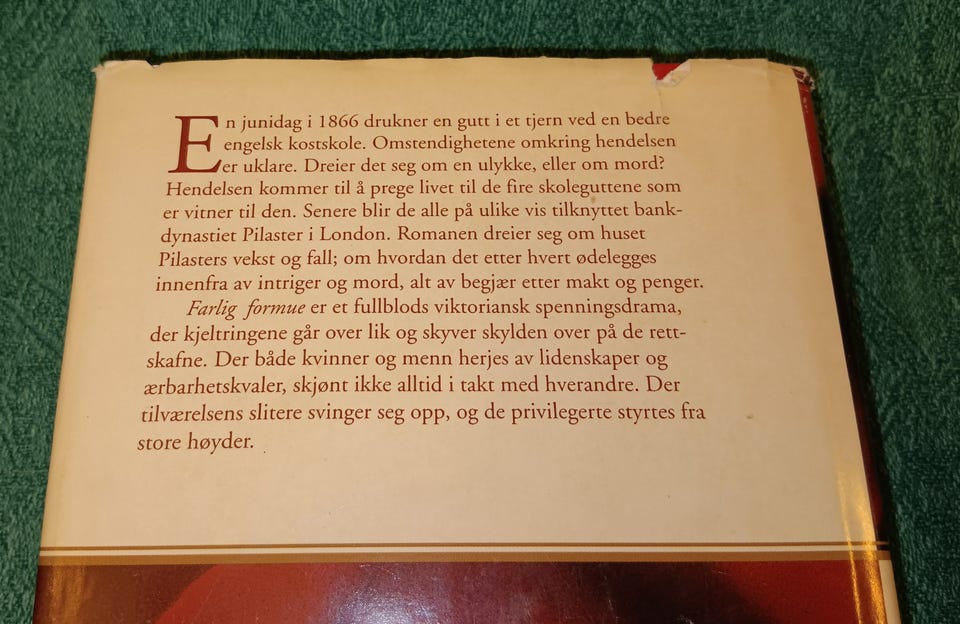 En junidag i 1866 drukner en gutt i et tjern ved en bedre
engelsk kostskole. Omstendighetene omkring hendelsen
er uklare. Dreier det seg om en ulykke, eller om mord?
Hendelsen kommer til å prege livet til de fire skoleguttene som
er vitner til den. Senere blir de alle på ulike vis tilknyttet bank-
dynastiet Pilaster i London. Romanen dreier seg om huset
Pilasters vekst og fall; om hvordan det etter hvert ødelegges
innenfra av intriger og mord, alt av begjær etter makt og penger.
Farlig formue er et fullblods viktoriansk spenningsdrama,
der kjeltringene går over lik og skyver skylden over på de rett-
skafne. Der både kvinner og menn herjes av lidenskaper og
ærbarhetskvaler, skjønt ikke alltid i takt med hverandre. Der
tilværelsens slitere svinger seg opp, og de privilegerte styrtes fra
store høyder.